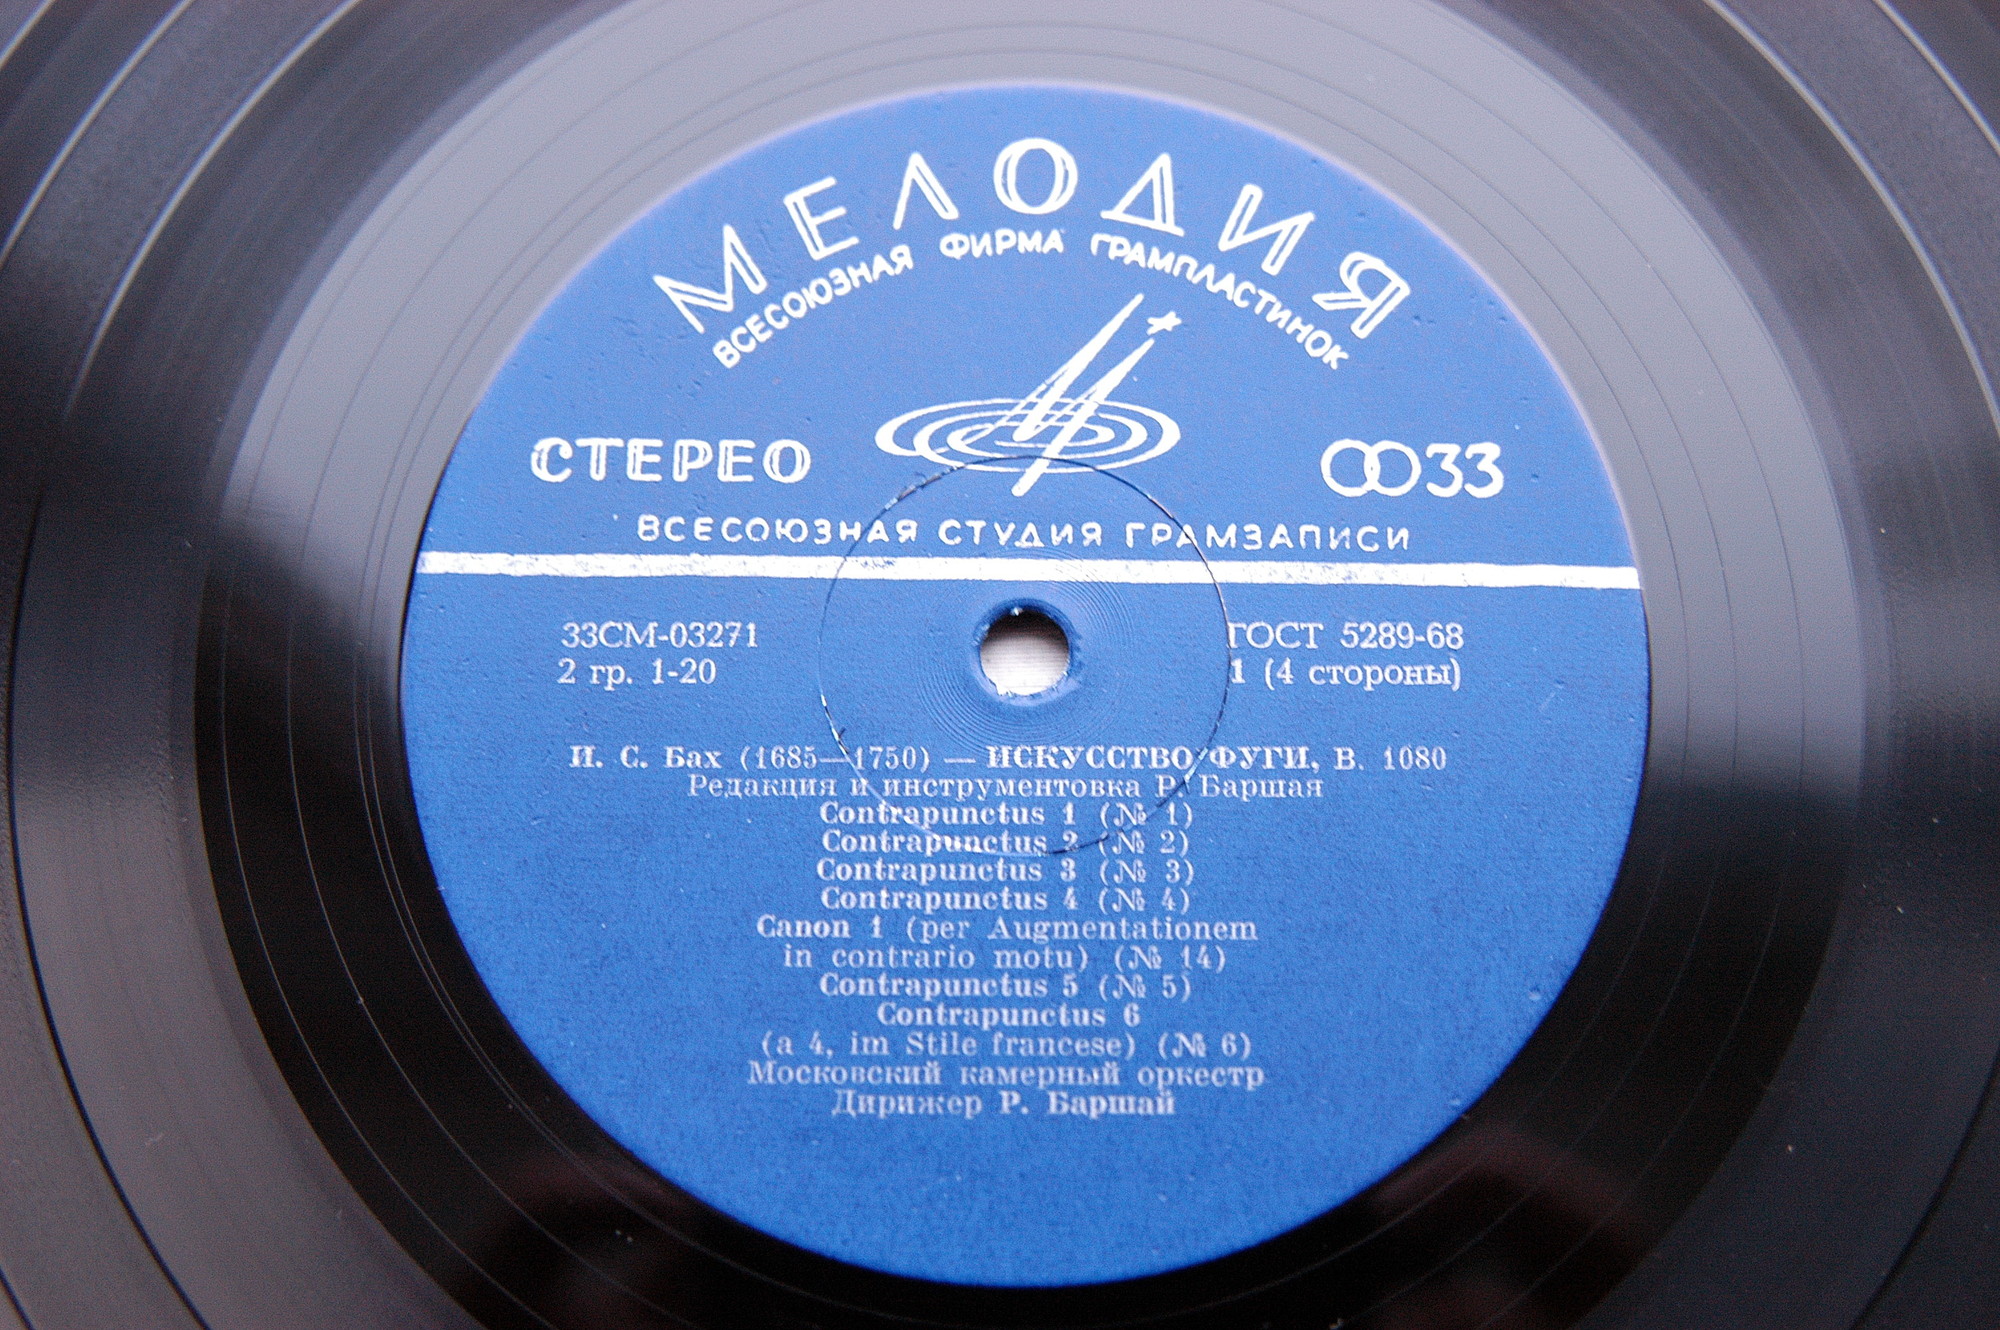 МЕЛОДИЯ
ВСЕСОЮЗНАЯ ФИРМА ГРАМПЛАСТИНОК
СТЕРЕО
33
ВСЕСОЮЗНАЯ СТУДИЯ ГРАМЗАПИСИ
33СМ-03271 ГОСТ 5289-68
2 гр. 1-20 1 (4 стороны)
И. С. Бах (1685—1750) — ИСКУССТВО ФУГИ, В. 1080
Редакция и инструментовка Р. Баршая
Contrapunctus 1 (№ 1)
Contrapunctus 2 (№ 2)
Contrapunctus 3 (№ 3)
Contrapunctus 4 (№ 4)
Canon 1 (per Augmentationem
in contrario motu) (№ 14)
Contrapunctus 5 (№ 5)
Contrapunctus 6
(a 4, im Stile francese) (№ 6)
Московский камерный оркестр
Дирижер Р. Баршай